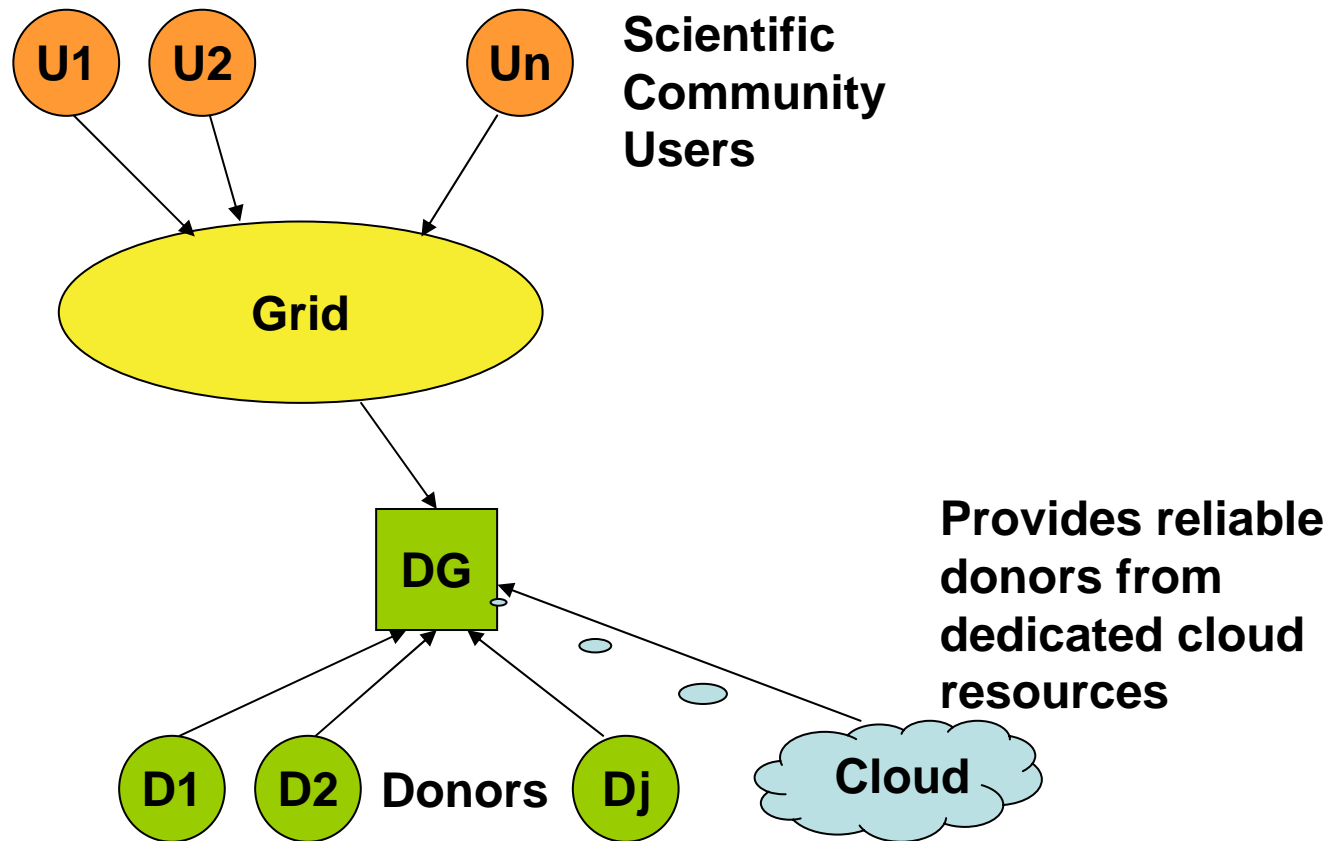 U1
U2
Un
Scientific
Community
Users
Grid
DG
Provides reliable
donors from
dedicated cloud
resources
D1
D2
Donors
Dj
Cloud